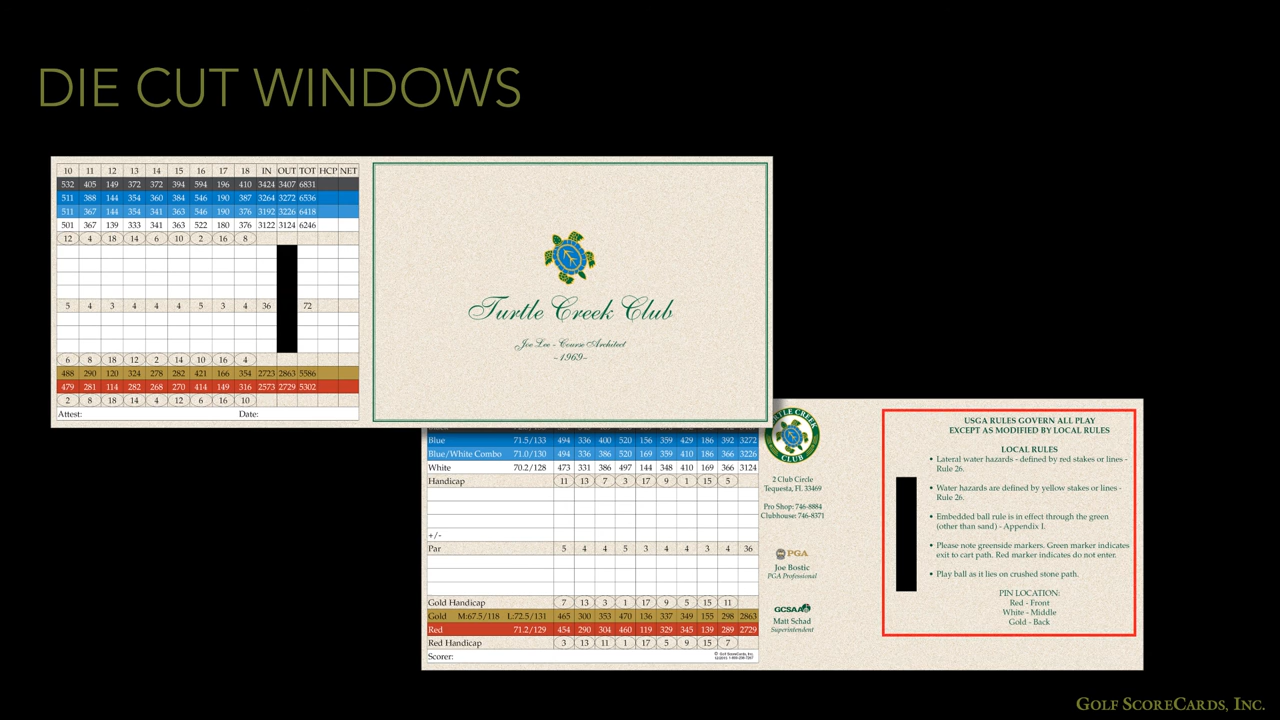 DIE CUT WINDOWS
10 11 12 13 14 15 16 17 18 IN OUT TOT HCP NET
532 405 149 372 372 394 594 196 410 3424 3407 6831
511 388 144 354 360 384 546 190 387 3264 3272 6536
511 367 144 354 341 363 546 190 376 3192 3226 6418
501 367 139 333 341 363 522 180 376 3122 3124 6246
12 4 18 14 6 10 2 16 8
5 4 3 4 4 4 5 3 4 36 72
6 8 18 12 2 14 10 16 4
488 290 120 324 278 282 421 166 354 2723 2863 5586
479 281 114 282 268 270 414 149 316 2573 2729 5302
2 8 18 14 4 12 6 16 10
Attest: Date:
Turtle Creek Club
Joe Lee - Course Architect
~1969~
Blue 71.5/133 494 336 400 520 156 359 429 186 392 3272
Blue/White Combo 71.0/130 494 336 386 520 169 359 410 186 366 3226
White 70.2/128 473 331 386 497 144 348 410 169 366 3124
Handicap 11 13 7 3 17 9 1 15 5
+/-
Par 5 4 4 5 3 4 4 3 4 36
Gold Handicap 7 13 3 1 17 9 5 15 11
Gold M:67.5/118 L:72.5/131 465 300 353 470 136 337 349 155 298 2863
Red 71.2/129 454 290 304 460 119 329 345 139 289 2729
Red Handicap 3 13 11 1 17 5 9 15 7
Scorer:
CREEK
CLUB
2 Club Circle
Tequesta, FL 33469
Pro Shop: 746-8884
Clubhouse: 746-8371
PGA
Joe Bostic
PGA Professional
GCSAA
Matt Schad
Superintendent
USGA RULES GOVERN ALL PLAY
EXCEPT AS MODIFIED BY LOCAL RULES
LOCAL RULES
• Lateral water hazards - defined by red stakes or lines -
Rule 26.
• Water hazards are defined by yellow stakes or lines -
Rule 26.
• Embedded ball rule is in effect through the green
(other than sand) - Appendix I.
• Please note greenside markers. Green marker indicates
exit to cart path. Red marker indicates do not enter.
• Play ball as it lies on crushed stone path.
PIN LOCATION:
Red - Front
White - Middle
Gold - Back
GOLF SCORECARDS, INC.